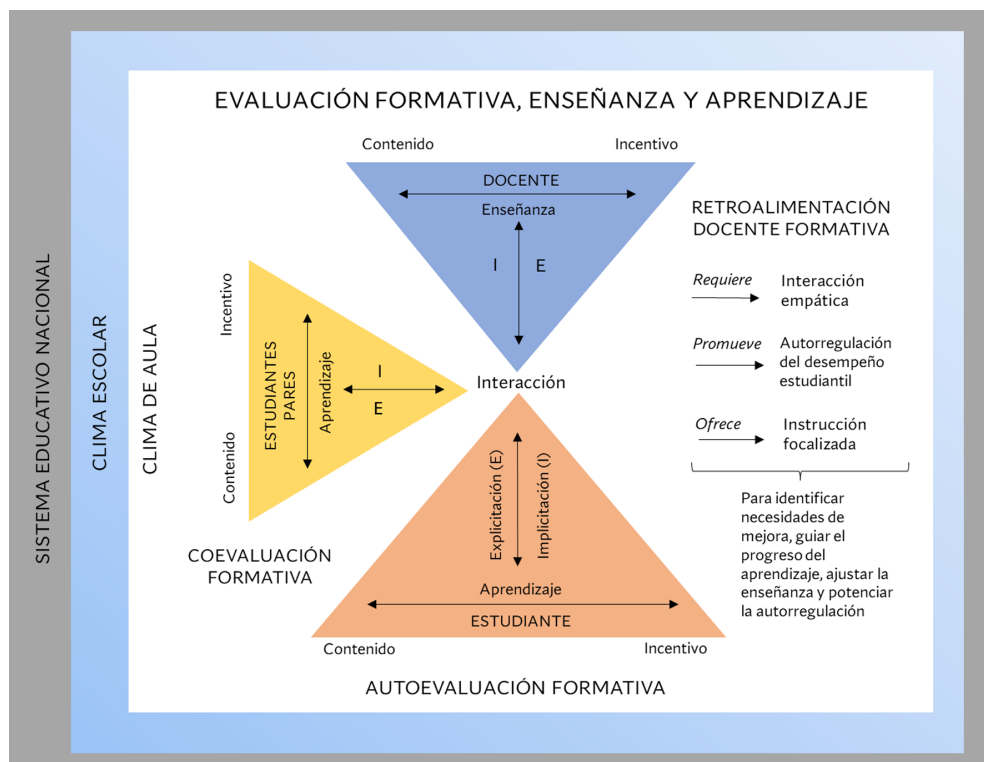 EVALUACIÓN FORMATIVA, ENSEÑANZA Y APRENDIZAJE
SISTEMA EDUCATIVO NACIONAL
CLIMA ESCOLAR
CLIMA DE AULA
Contenido
Incentivo
DOCENTE
Enseñanza
I
E
Incentivo
Contenido
ESTUDIANTES
PARES
Aprendizaje
I
E
Interacción
COEVALUACIÓN
FORMATIVA
Explicitación (E)
Implicitación (I)
Aprendizaje
ESTUDIANTE
Contenido
Incentivo
AUTOEVALUACIÓN FORMATIVA
RETROALIMENTACIÓN
DOCENTE FORMATIVA
Requiere
Interacción
empática
Promueve
Autorregulación
del desempeño
estudiantil
Ofrece
Instrucción
focalizada
Para identificar
necesidades de
mejora, guiar el
progreso del
aprendizaje, ajustar la
enseñanza y potenciar
la autorregulación